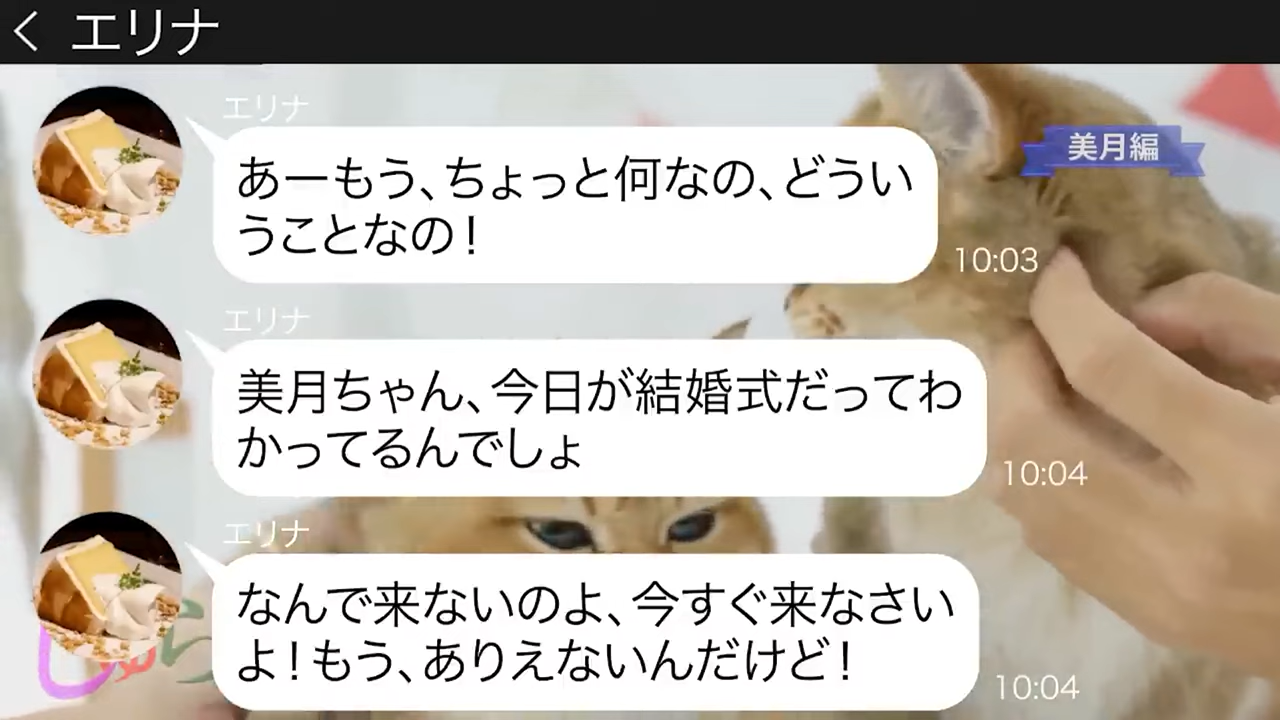 エリナ
エリナ
美月編
あーもう、ちょっと何なの、どうい
うことなの!
10:03
エリナ
美月ちゃん、今日が結婚式だってわ
かってるんでしょ
10:04
エリナ
なんで来ないのよ、今すぐ来なさい
よ!もう、ありえないんだけど!
10:04